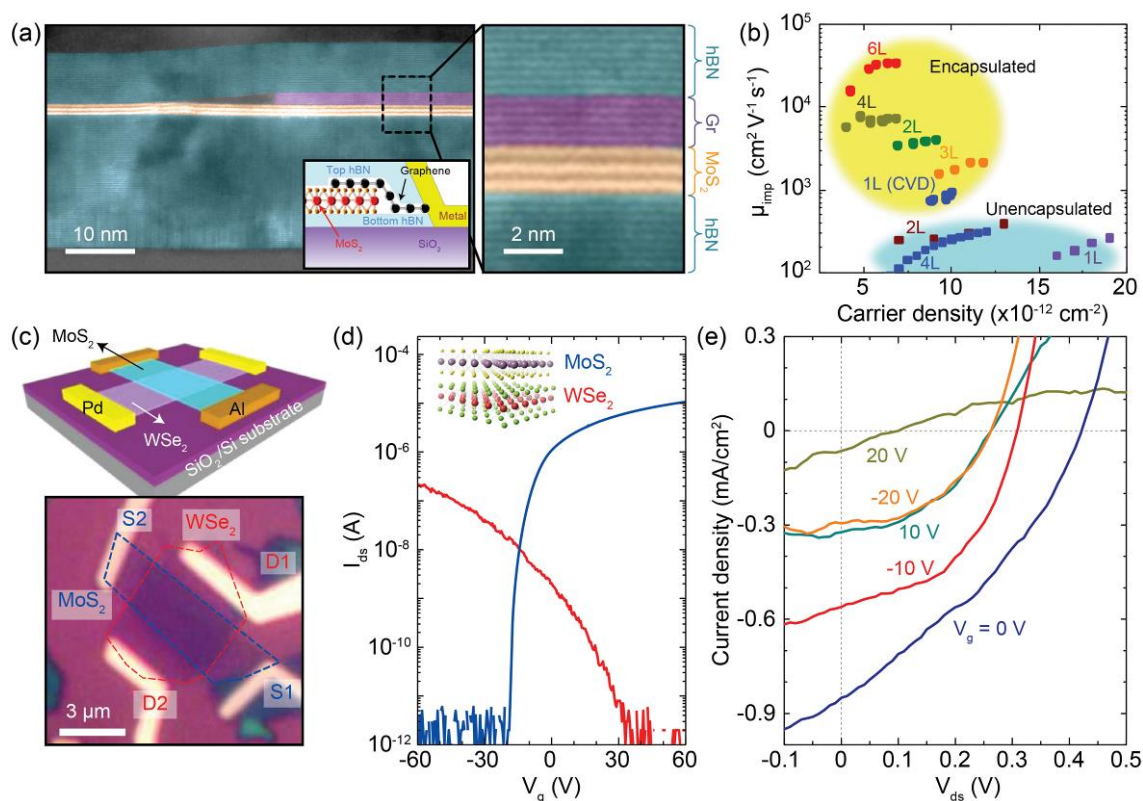 (a)
hBN
Gr
MoS2
hBN
10 nm
2 nm
Top hBN
Graphene
Bottom hBN
Metal
MoS2
SiO2
(b)
10^5
10^4
10^3
10^2
μimp (cm2 V-1 s-1)
6L
Encapsulated
4L
2L
3L
1L (CVD)
Unencapsulated
2L
4L
1L
5 10 15 20
Carrier density (x10-12 cm-2)
(c)
MoS2
Pd
Al
WSe2
SiO2/Si substrate
S2
WSe2
D1
MoS2
D2
S1
3 μm
(d)
MoS2
WSe2
10-4
10-6
10-8
10-10
10-12
Ids (A)
-60 -30 0 30 60
Vg (V)
(e)
0.3
0
-0.3
-0.6
-0.9
Current density (mA/cm2)
20 V
-20 V
10 V
-10 V
Vg = 0 V
-0.1 0 0.1 0.2 0.3 0.4 0.5
Vds (V)